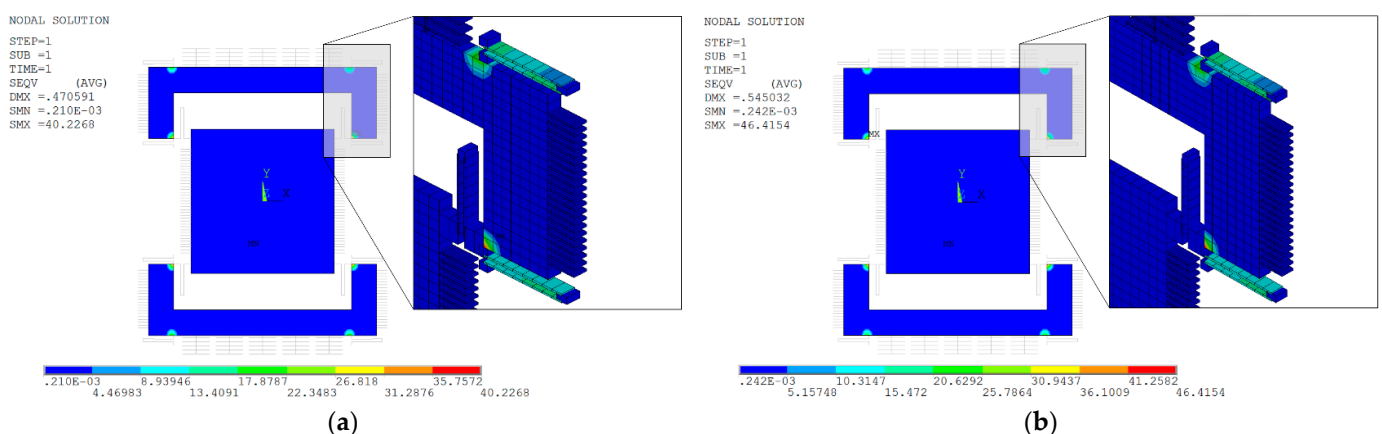 NODAL SOLUTION
STEP=1
SUB =1
TIME=1
SEQV (AVG)
DMX =.470591
SMN =.210E-03
SMX =40.2268
Y
Z X
MN
.210E-03 8.93946 17.8787 26.818 35.7572
4.46983 13.4091 22.3483 31.2876 40.2268
(a)
NODAL SOLUTION
STEP=1
SUB =1
TIME=1
SEQV (AVG)
DMX =.545032
SMN =.242E-03
SMX =46.4154
MX
Y
Z X
MN
.242E-03 10.3147 20.6292 30.9437 41.2582
5.15748 15.472 25.7864 36.1009 46.4154
(b)